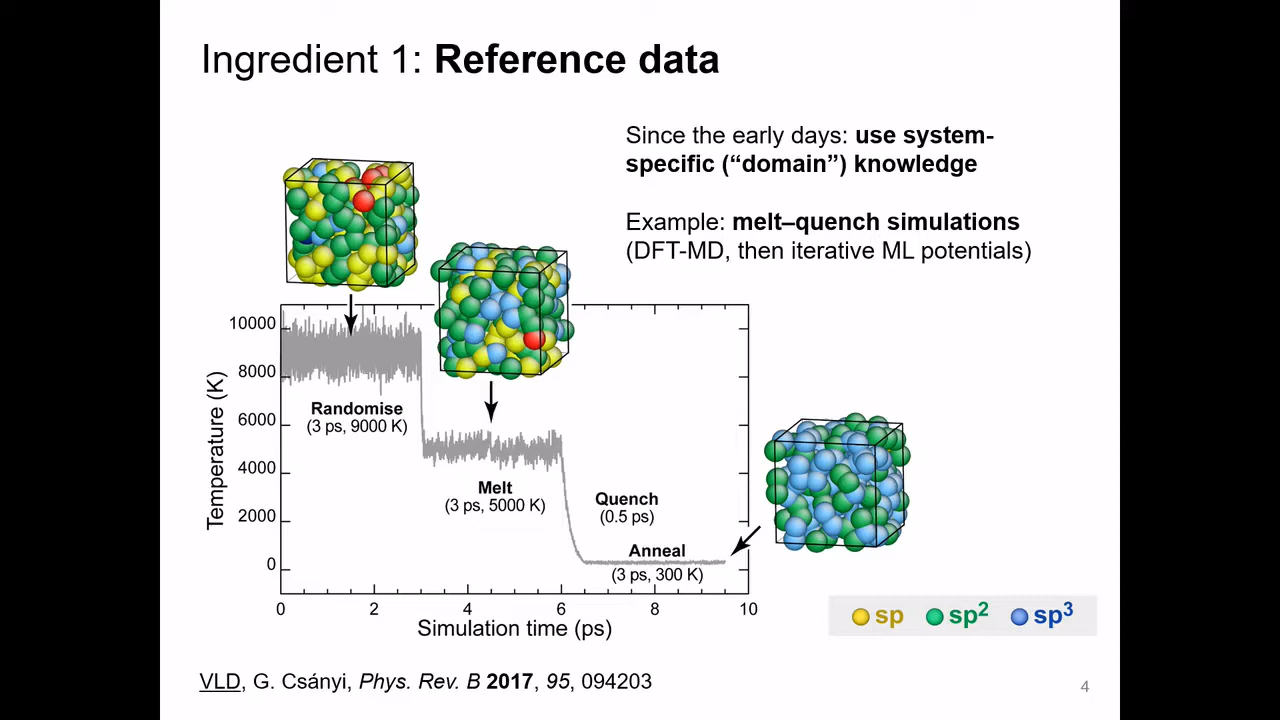 Ingredient 1: Reference data
Since the early days: use system-
specific (“domain”) knowledge
Example: melt–quench simulations
(DFT-MD, then iterative ML potentials)
10000
8000
6000
4000
2000
0
Temperature (K)
Randomise
(3 ps, 9000 K)
Melt
(3 ps, 5000 K)
Quench
(0.5 ps)
Anneal
(3 ps, 300 K)
0 2 4 6 8 10
Simulation time (ps)
sp sp² sp³
VLD, G. Csányi, Phys. Rev. B 2017, 95, 094203
4